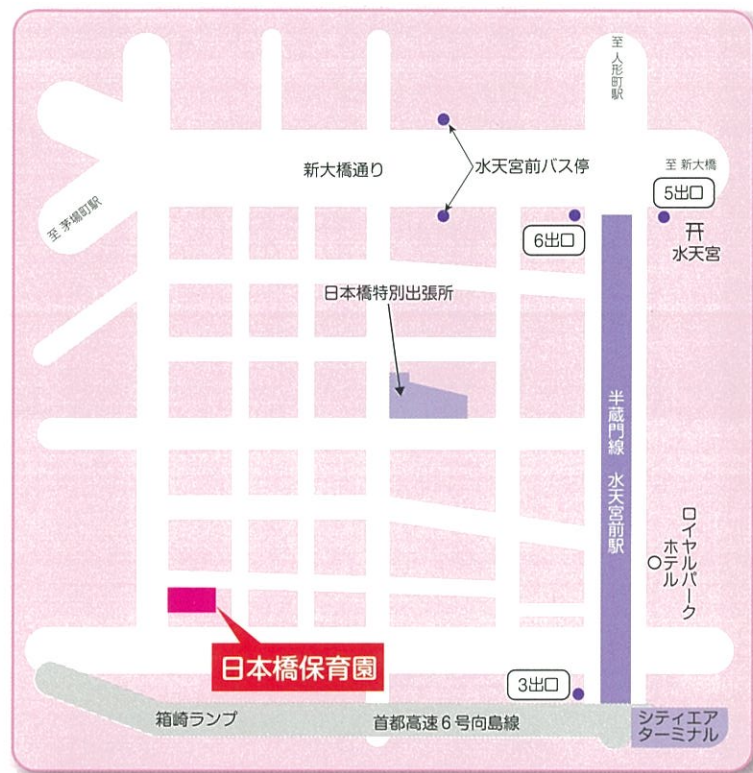 至 人形町駅
新大橋通り
水天宮前バス停
至 新大橋
5出口
6出口
水天宮
至 茅場町駅
日本橋特別出張所
半蔵門線 水天宮前駅
ロイヤルパーク
ホテル
日本橋保育園
3出口
箱崎ランプ
首都高速6号向島線
シティエア
ターミナル